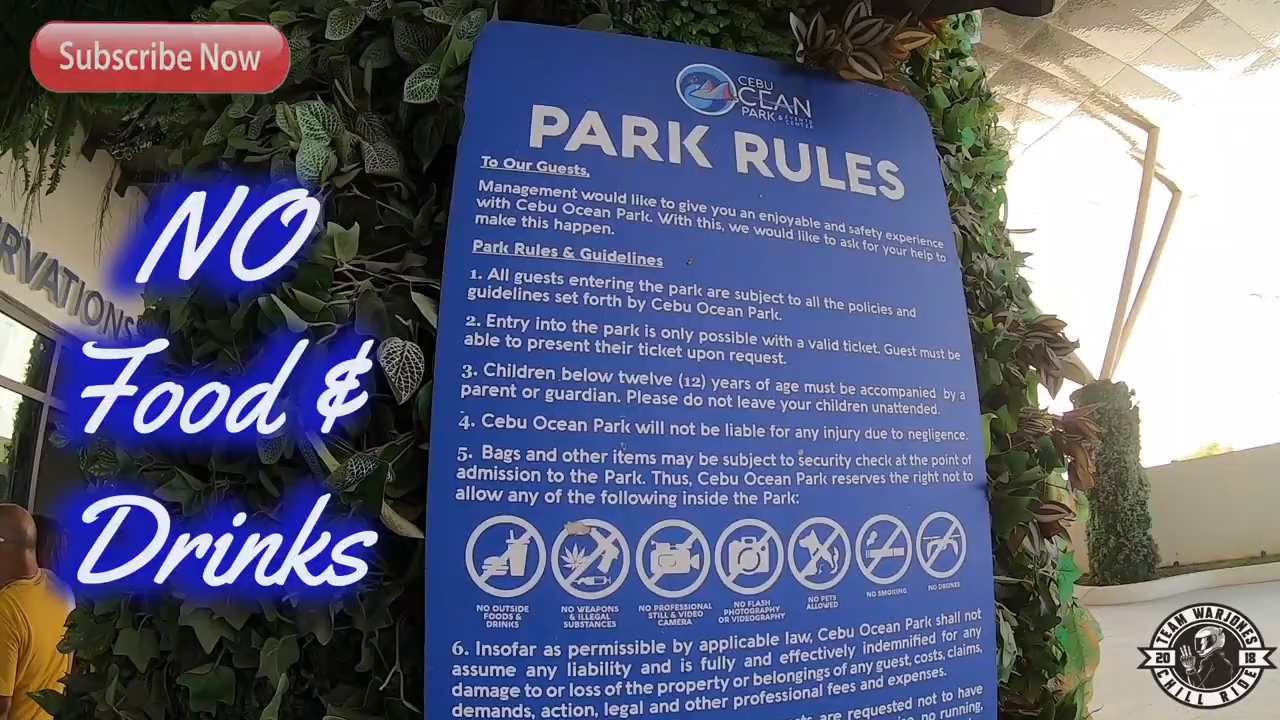 Subscribe Now
NO
Food &
Drinks
RVATIONS
CEBU
OCEAN
PARK & EVENTS
CENTER
PARK RULES
To Our Guests,
Management would like to give you an enjoyable and safety experience
with Cebu Ocean Park. With this, we would like to ask for your help to
make this happen.
Park Rules & Guidelines
1. All guests entering the park are subject to all the policies and
guidelines set forth by Cebu Ocean Park.
2. Entry into the park is only possible with a valid ticket. Guest must be
able to present their ticket upon request.
3. Children below twelve (12) years of age must be accompanied by a
parent or guardian. Please do not leave your children unattended.
4. Cebu Ocean Park will not be liable for any injury due to negligence.
5. Bags and other items may be subject to security check at the point of
admission to the Park. Thus, Cebu Ocean Park reserves the right not to
allow any of the following inside the Park:
NO OUTSIDE
FOODS &
DRINKS
NO WEAPONS
& ILLEGAL
SUBSTANCES
NO PROFESSIONAL
STILL & VIDEO
CAMERA
NO FLASH
PHOTOGRAPHY
OR VIDEOGRAPHY
NO PETS
ALLOWED
NO SMOKING
NO DRONES
6. Insofar as permissible by applicable law, Cebu Ocean Park shall not
assume any liability and is fully and effectively indemnified for any
damage to or loss of the property or belongings of any guest, costs, claims,
demands, action, legal and other professional fees and expenses.
are requested not to have
no running,
TEAM WARJONES
20 18
CHILL RIDE